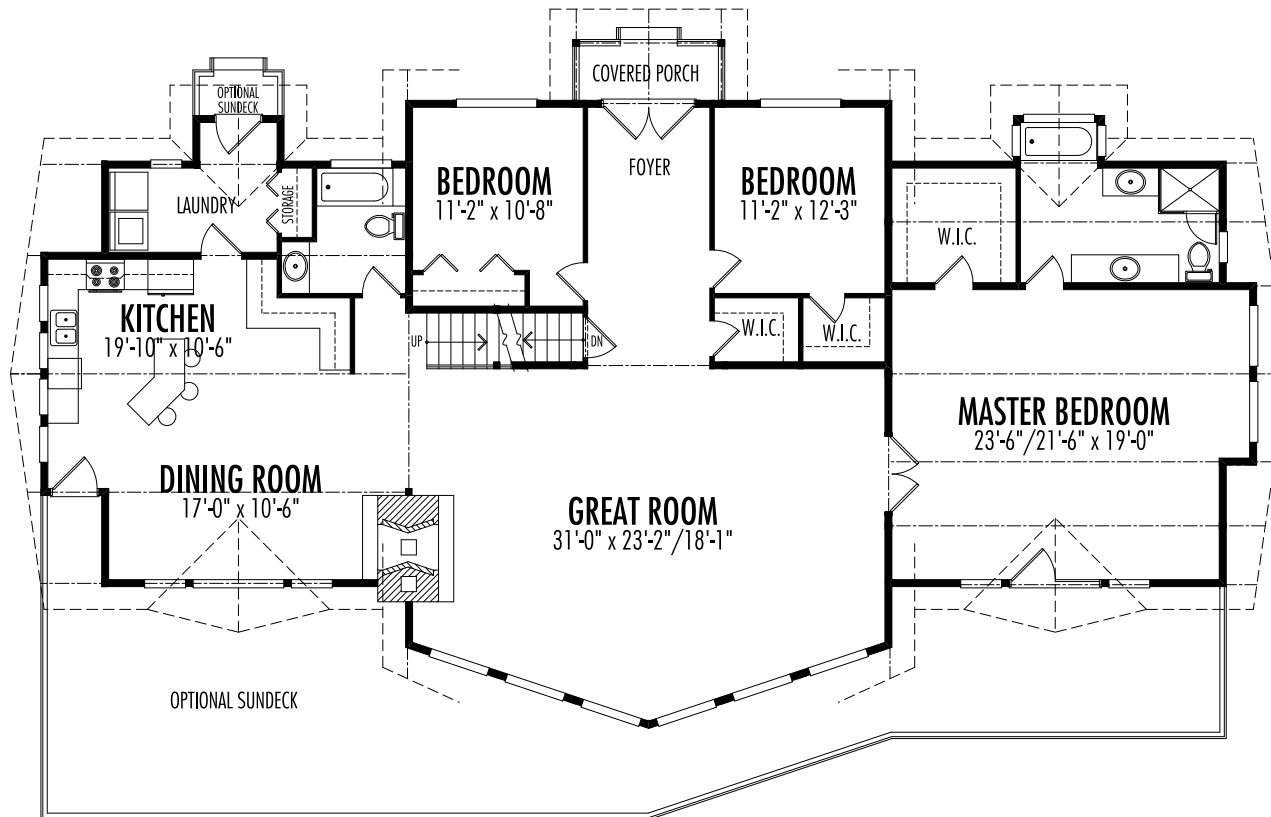 COVERED PORCH
OPTIONAL
SUNDECK
FOYER
BEDROOM
11'-2" x 10'-8"
BEDROOM
11'-2" x 12'-3"
LAUNDRY
STORAGE
W.I.C.
KITCHEN
19'-10" x 10'-6"
UP
DN
W.I.C.
W.I.C.
MASTER BEDROOM
23'-6"/21'-6" x 19'-0"
DINING ROOM
17'-0" x 10'-6"
GREAT ROOM
31'-0" x 23'-2"/18'-1"
OPTIONAL SUNDECK